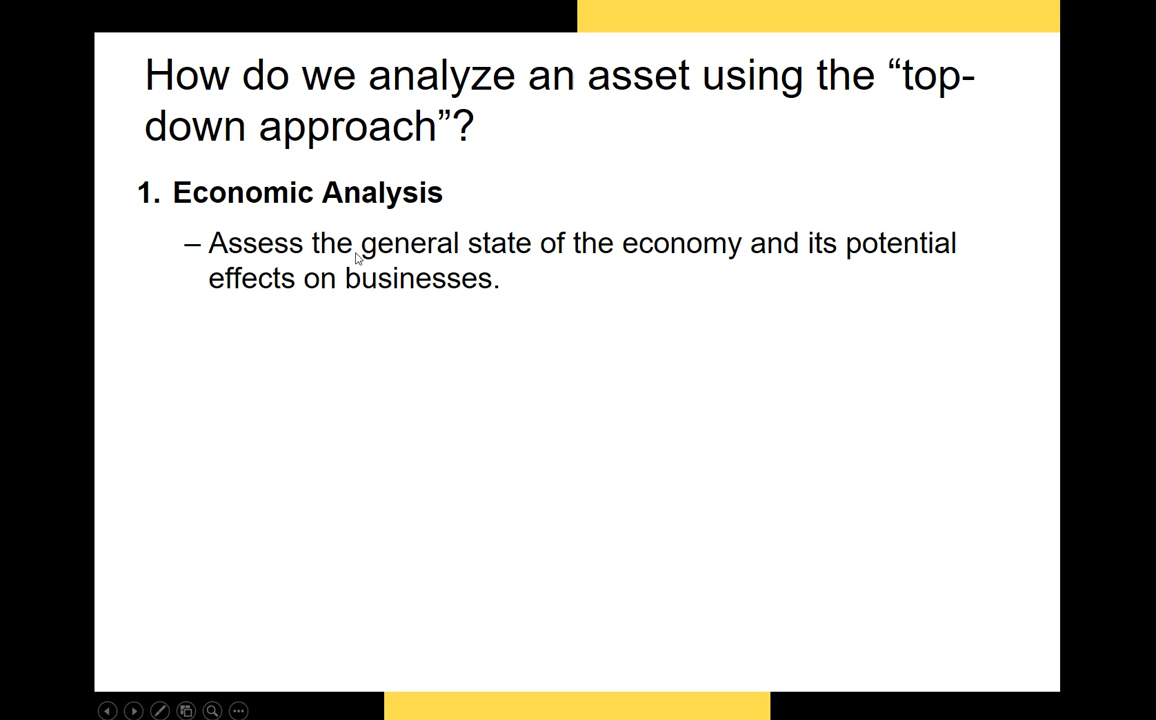 How do we analyze an asset using the “top-
down approach”?
1. Economic Analysis
– Assess the general state of the economy and its potential
effects on businesses.